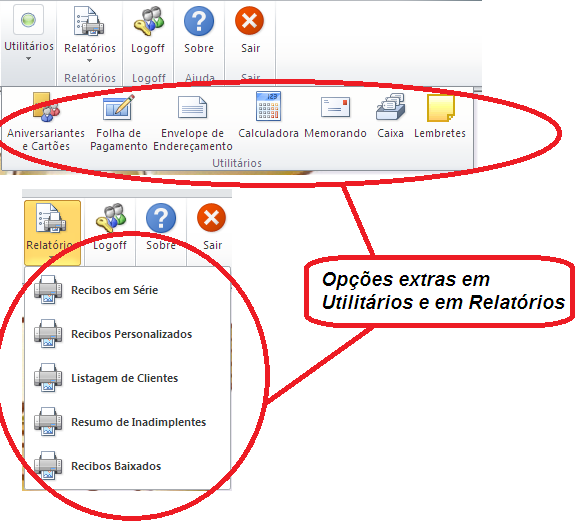 Utilitários Relatórios Logoff Sobre Sair
Relatórios Logoff Ajuda Sair
Aniversariantes e Cartões
Folha de Pagamento
Envelope de Endereçamento
Calculadora
Memorando
Caixa
Lembretes
Utilitários
Relatório Logoff Sobre Sair
Recibos em Série
Recibos Personalizados
Listagem de Clientes
Resumo de Inadimplentes
Recibos Baixados
Opções extras em
Utilitários e em Relatórios